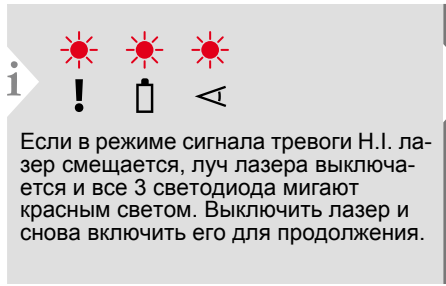 i
!
Если в режиме сигнала тревоги H.I. ла-
зер смещается, луч лазера выключа-
ется и все 3 светодиода мигают
красным светом. Выключить лазер и
снова включить его для продолжения.